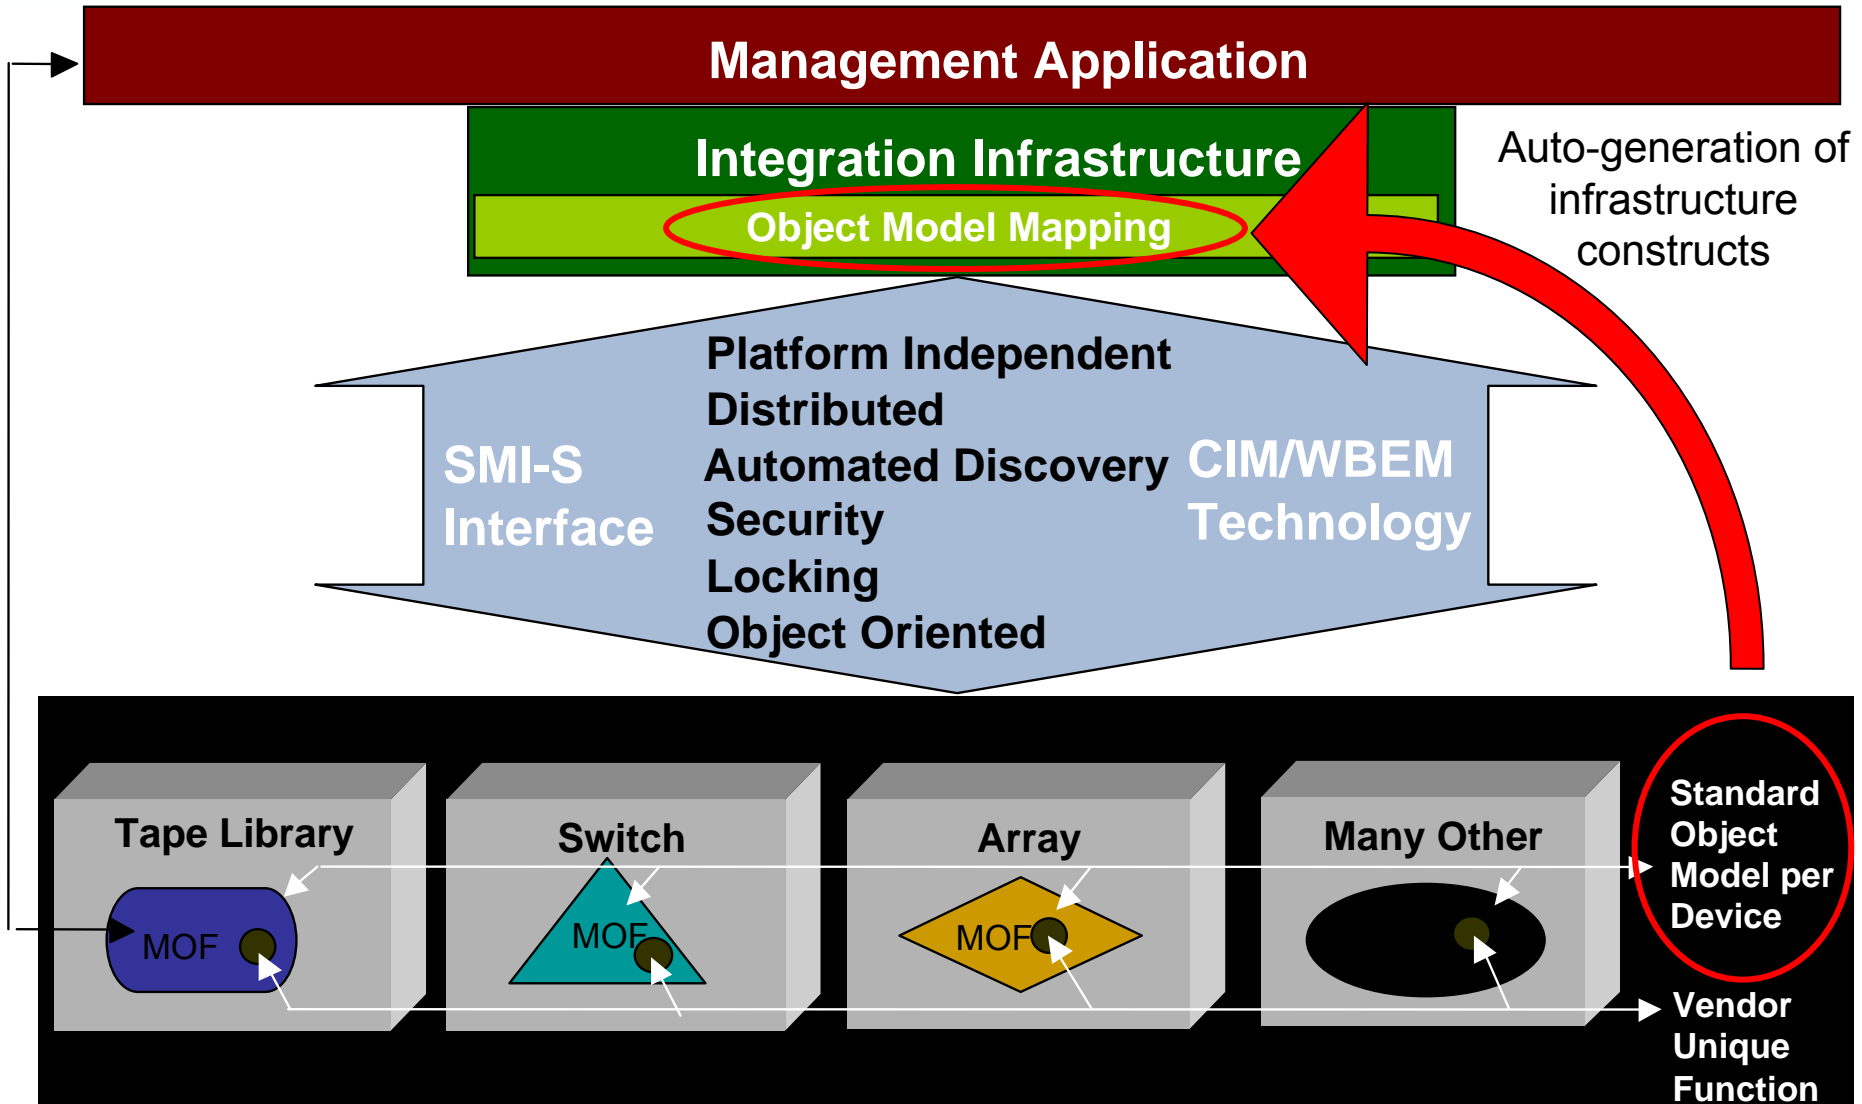 Management Application
Integration Infrastructure
Auto-generation of
infrastructure
constructs
Object Model Mapping
Platform Independent
Distributed
Automated Discovery
Security
Locking
Object Oriented
SMI-S
Interface
CIM/WBEM
Technology
Tape Library
Switch
Array
Many Other
MOF
MOF
MOF
Standard
Object
Model per
Device
Vendor
Unique
Function